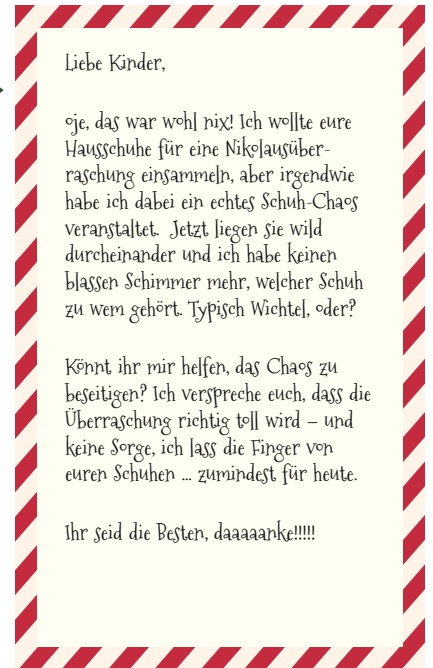 Liebe Kinder,
oje, das war wohl nix! Ich wollte eure
Hausschuhe für eine Nikolausüber-
raschung einsammeln, aber irgendwie
habe ich dabei ein echtes Schuh-Chaos
veranstaltet. Jetzt liegen sie wild
durcheinander und ich habe keinen
blassen Schimmer mehr, welcher Schuh
zu wem gehört. Typisch Wichtel, oder?
Könnt ihr mir helfen, das Chaos zu
beseitigen? Ich verspreche euch, dass die
Überraschung richtig toll wird – und
keine Sorge, ich lass die Finger von
euren Schuhen ... zumindest für heute.
Ihr seid die Besten, daaaaanke!!!!!